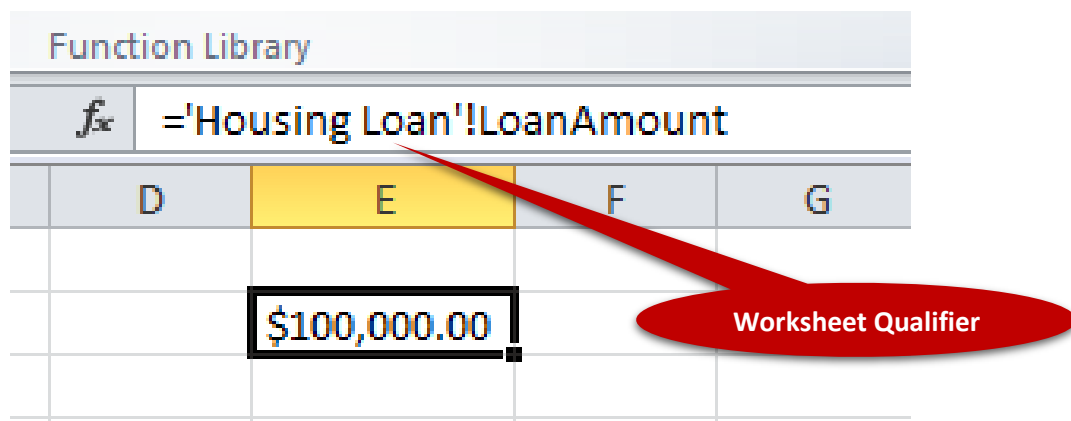 Function Library
fx ='Housing Loan'!LoanAmount
D E F G
$100,000.00
Worksheet Qualifier